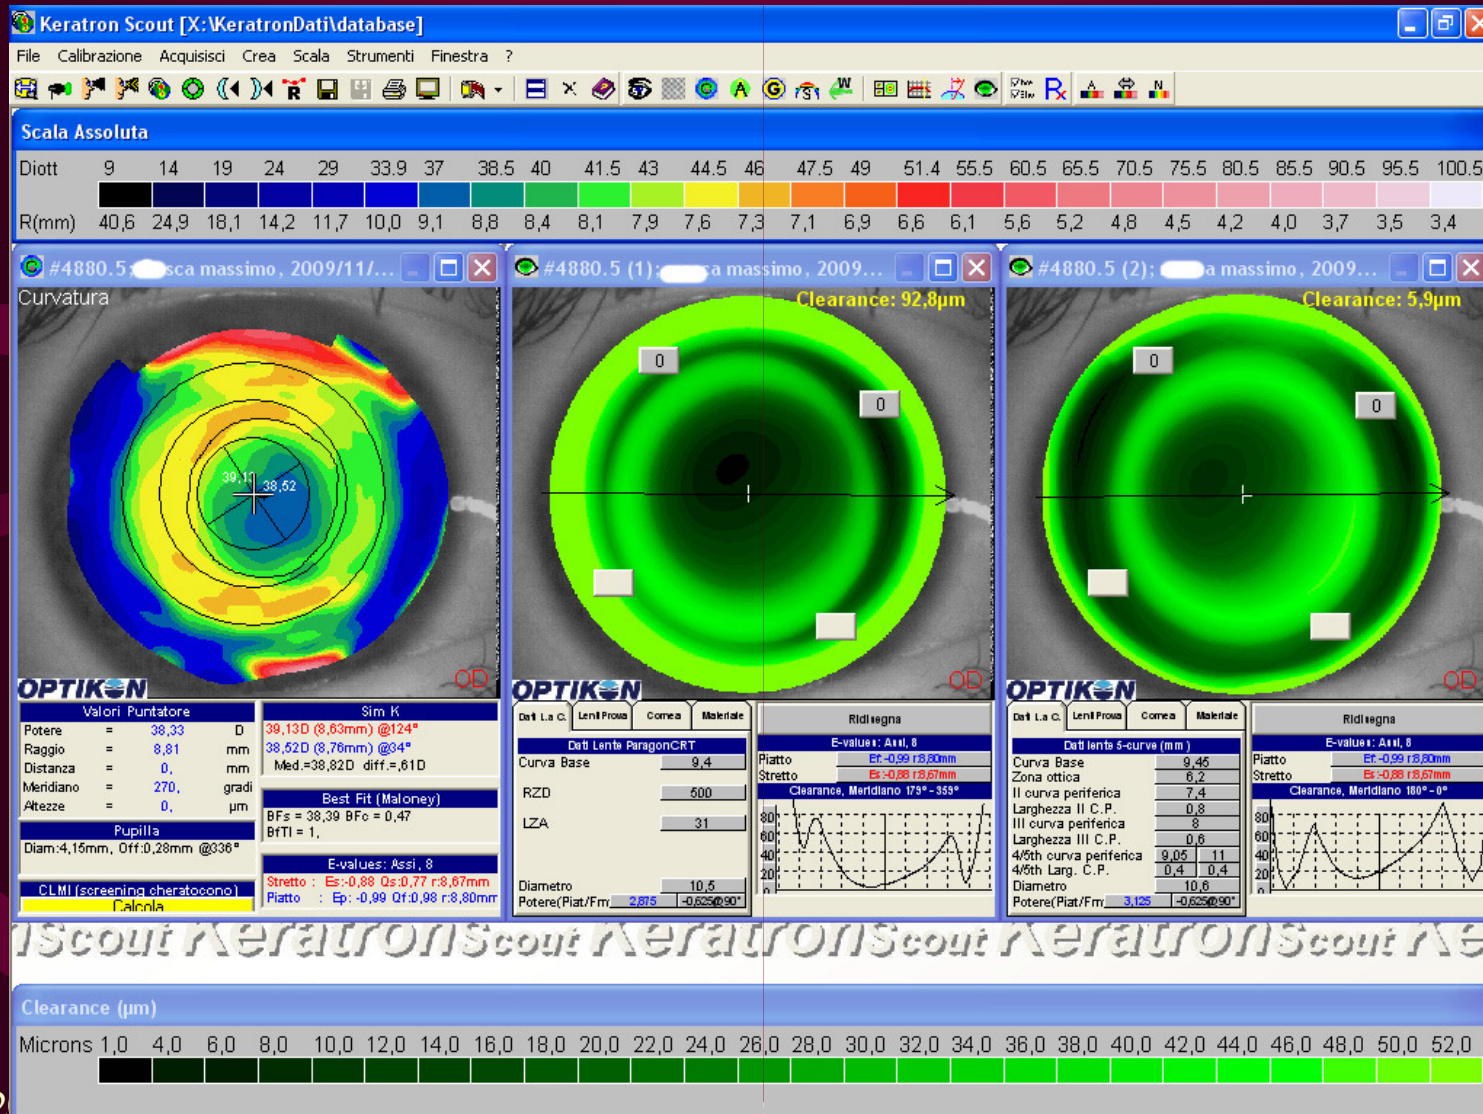 Keratron Scout [X:\KeratronDati\database]
File Calibrazione Acquisisci Crea Scala Strumenti Finestra ?
Scala Assoluta
Diott 9 14 19 24 29 33.9 37 38.5 40 41.5 43 44.5 46 47.5 49 51.4 55.5 60.5 65.5 70.5 75.5 80.5 85.5 90.5 95.5 100.5
R(mm) 40,6 24,9 18,1 14,2 11,7 10,0 9,1 8,8 8,4 8,1 7,9 7,6 7,3 7,1 6,9 6,6 6,1 5,6 5,2 4,8 4,5 4,2 4,0 3,7 3,5 3,4
#4880.5; sca massimo, 2009/11/...
Curvatura
39,13
38,52
OD
OPTIKON
Valori Puntatore
Potere = 38,33 D
Raggio = 8,81 mm
Distanza = 0, mm
Meridiano = 270, gradi
Altezze = 0, µm
Pupilla
Diam:4,15mm, Off:0,28mm @336°
CLMI (screening cheratocono)
Calcola
Sim K
39,13D (8,63mm) @124°
38,52D (8,76mm) @34°
Med.=38,82D diff.=,61D
Best Fit (Maloney)
BFs = 38,39 BFc = 0,47
BfTI = 1,
E-values: Assi, 8
Stretto : Es:-0,88 Qs:0,77 r:8,67mm
Piatto : Ep: -0,99 Qf:0,98 r:8,80mm
#4880.5 (1); a massimo, 2009...
Clearance: 92,8µm
0
0
OD
OPTIKON
Dati L.a C. Lenti Prova Cornea Materiale
Dati Lente ParagonCRT
Curva Base 9,4
RZD 500
LZA 31
Diametro 10,5
Potere(Piat/Frr 2,875 -0,625@90°
Ridisegna
E-values: Assi, 8
Piatto Ef:-0,99 r:8,80mm
Stretto Es:-0,88 r:8,67mm
Clearance, Meridiano 179° - 359°
80
60
40
20
#4880.5 (2); a massimo, 2009...
Clearance: 5,9µm
0
0
OD
OPTIKON
Dati L.a C. Lenti Prova Cornea Materiale
Dati lente 5-curve (mm)
Curva Base 9,45
Zona ottica 6,2
II curva periferica 7,4
Larghezza II C.P. 0,8
III curva periferica 8
Larghezza III C.P. 0,6
4/5th curva periferica 9,05 11
4/5th Larg. C.P. 0,4 0,4
Diametro 10,6
Potere(Piat/Frr 3,125 -0,625@90°
Ridisegna
E-values: Assi, 8
Piatto Ef:-0,99 r:8,80mm
Stretto Es:-0,88 r:8,67mm
Clearance, Meridiano 180° - 0°
80
60
40
20
Scout Keratron Scout Keratron Scout Keratron Scout Ke
Clearance (µm)
Microns 1,0 4,0 6,0 8,0 10,0 12,0 14,0 16,0 18,0 20,0 22,0 24,0 26,0 28,0 30,0 32,0 34,0 36,0 38,0 40,0 42,0 44,0 46,0 48,0 50,0 52,0